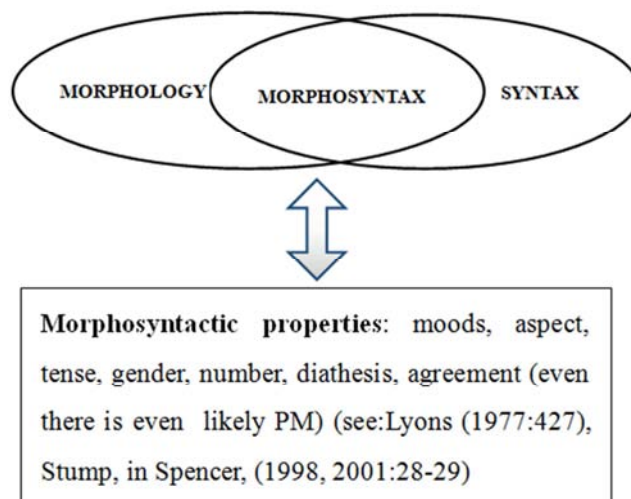 MORPHOLOGY MORPHOSYNTAX SYNTAX
Morphosyntactic properties: moods, aspect,
tense, gender, number, diathesis, agreement (even
there is even likely PM) (see:Lyons (1977:427),
Stump, in Spencer, (1998, 2001:28-29)